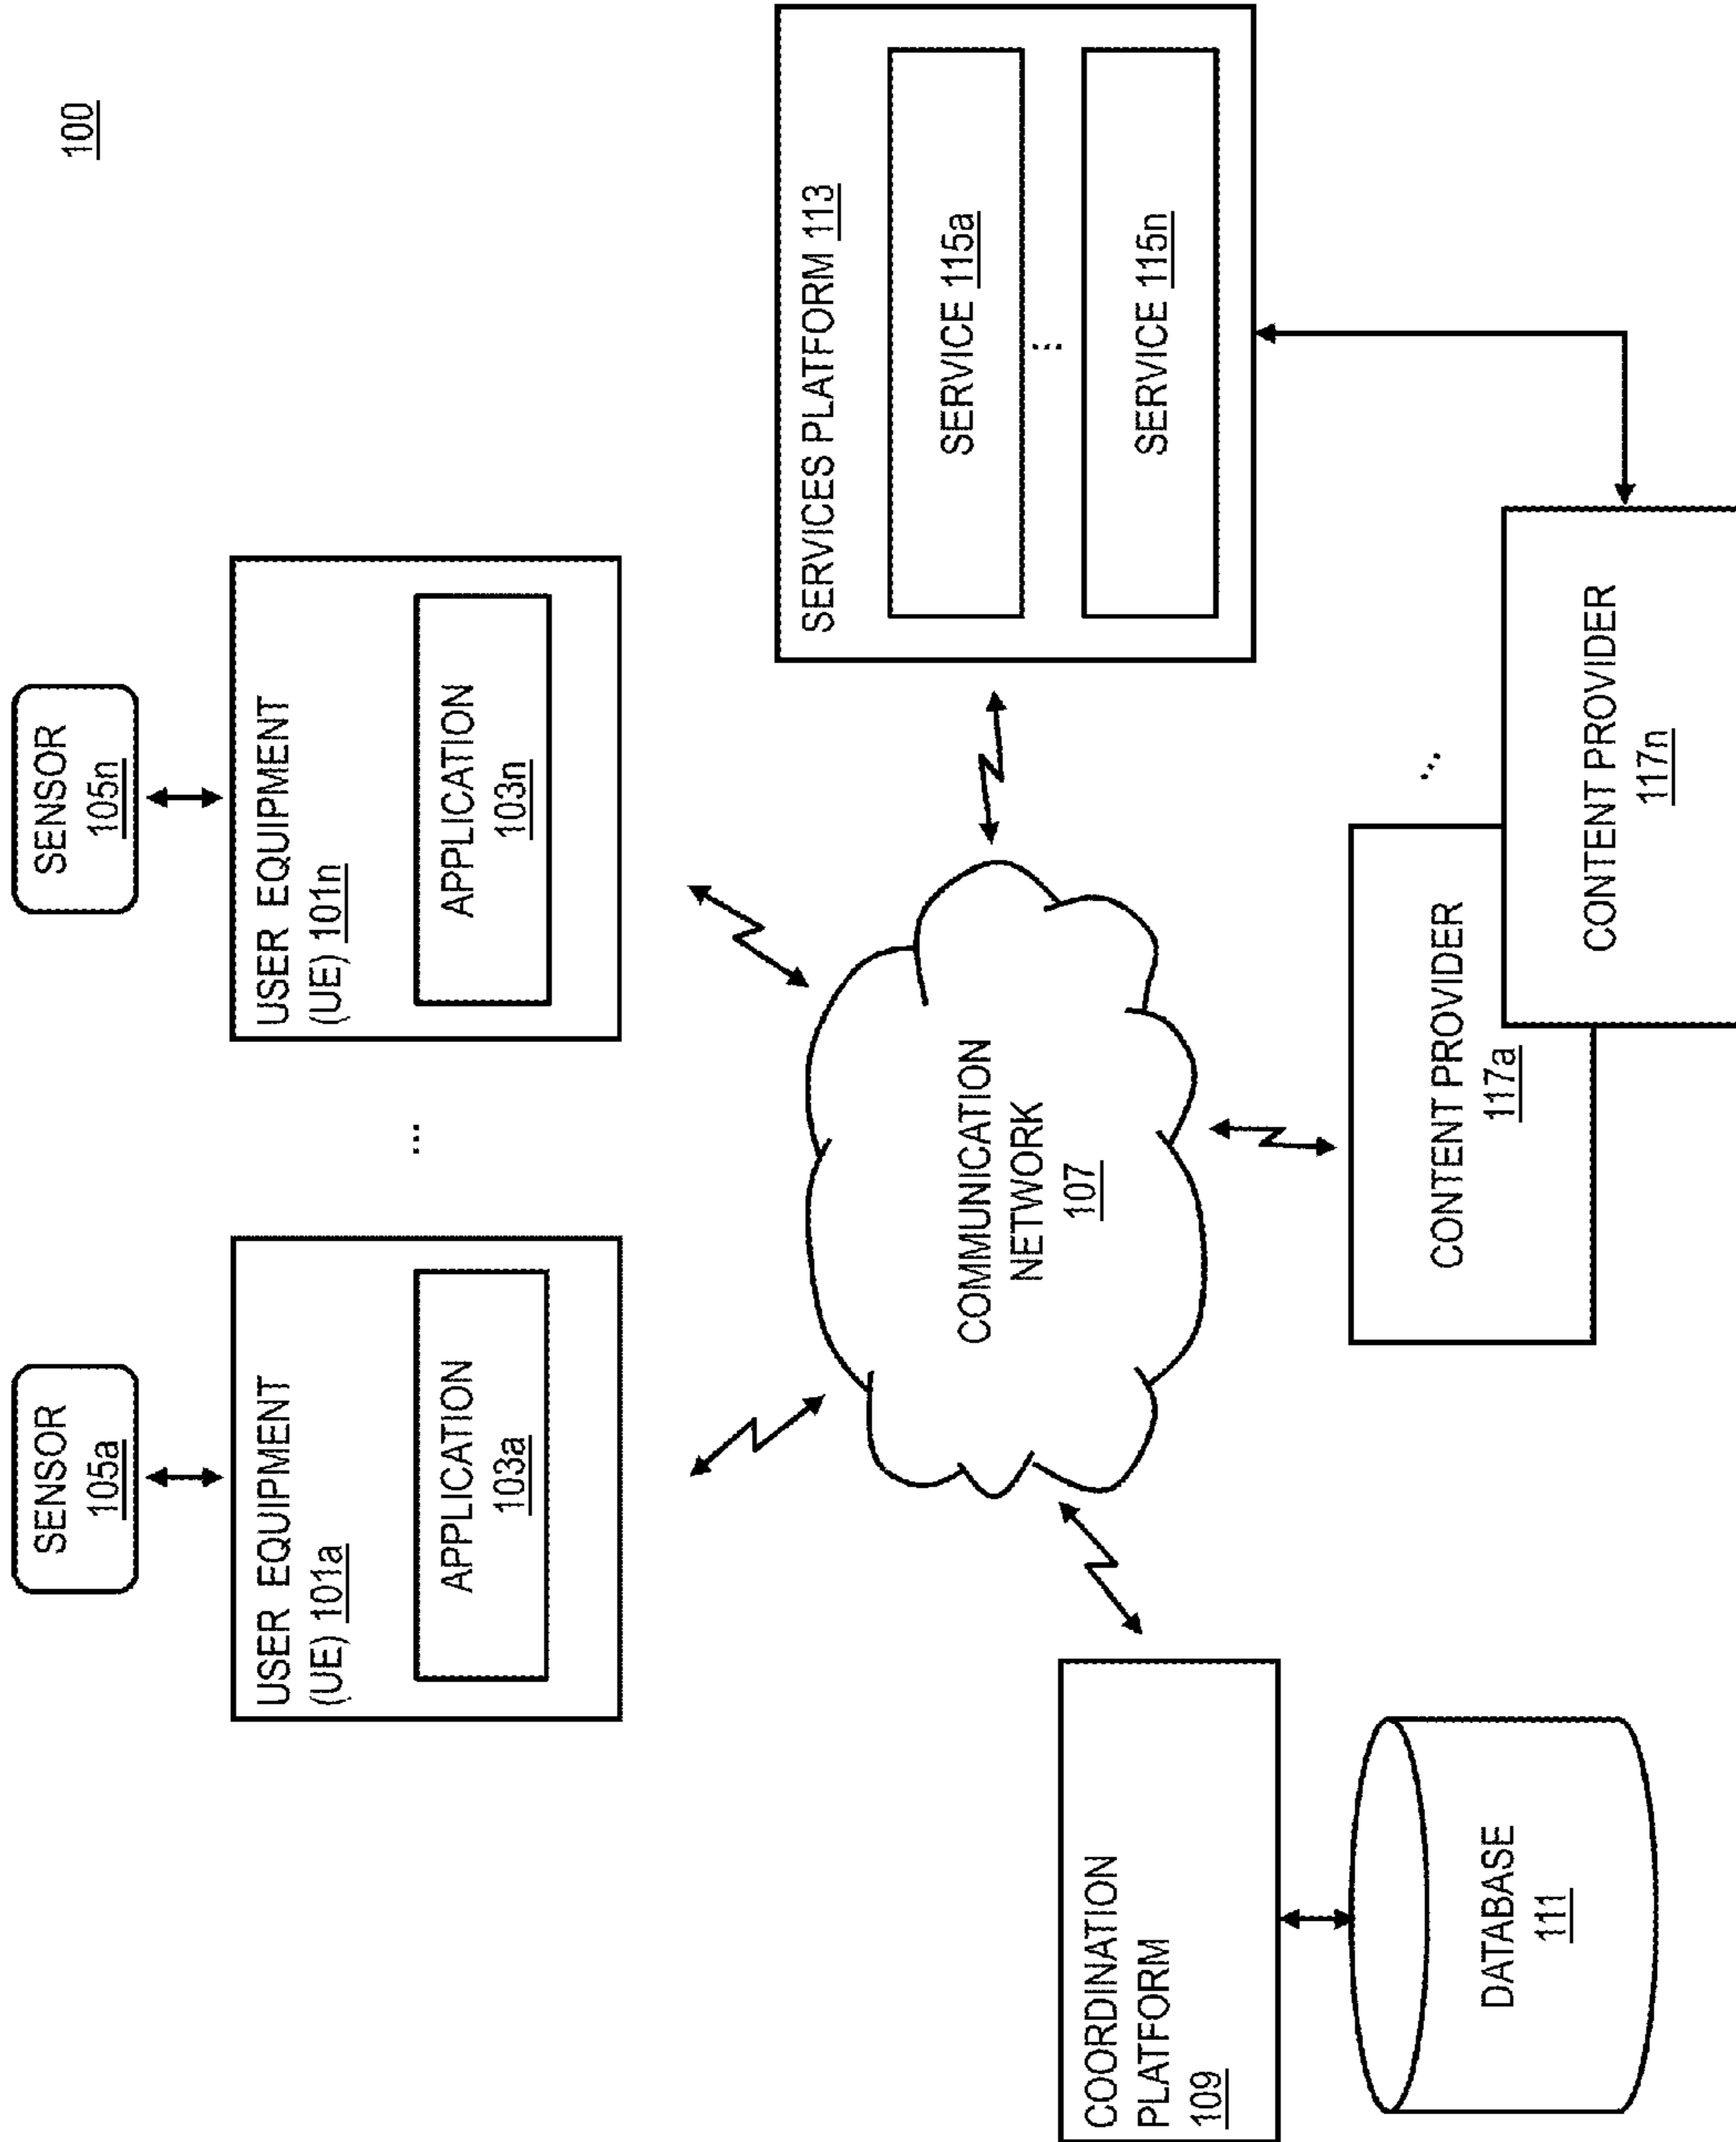 100
SENSOR
105a
SENSOR
105n
USER EQUIPMENT
(UE) 101a
APPLICATION
103a
...
USER EQUIPMENT
(UE) 101n
APPLICATION
103n
COMMUNICATION
NETWORK
107
SERVICES PLATFORM 113
SERVICE 115a
...
SERVICE 115n
COORDINATION
PLATFORM
109
DATABASE
111
CONTENT PROVIDER
117a
...
CONTENT PROVIDER
117n